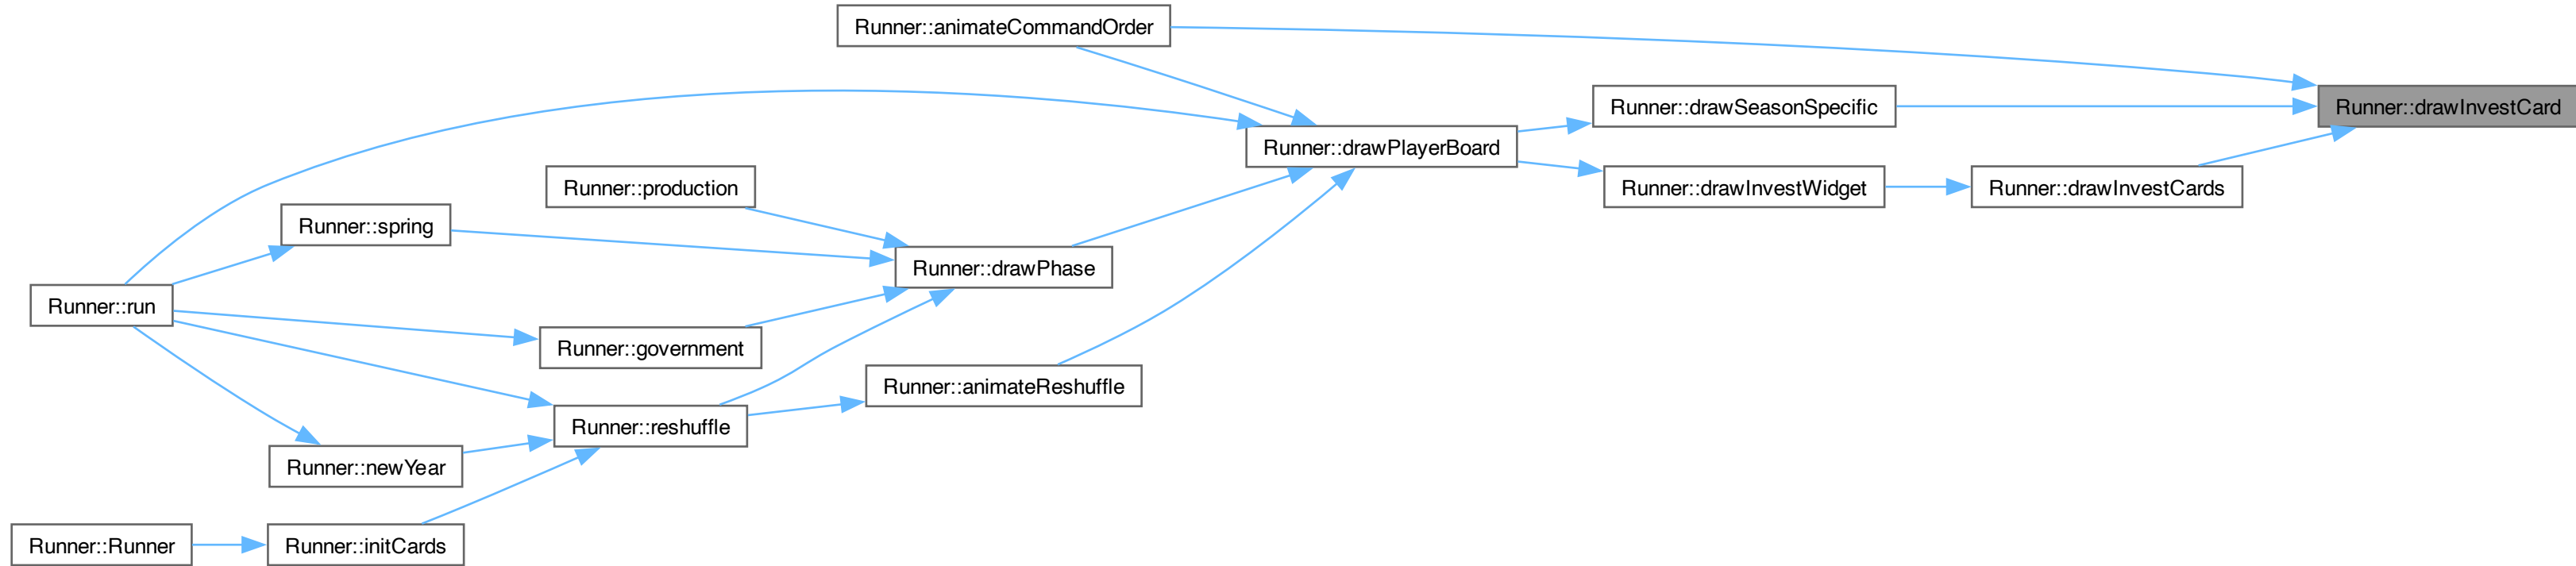 Runner::animateCommandOrder
Runner::drawSeasonSpecific
Runner::drawInvestCard
Runner::drawPlayerBoard
Runner::production
Runner::drawInvestWidget
Runner::drawInvestCards
Runner::spring
Runner::drawPhase
Runner::run
Runner::government
Runner::animateReshuffle
Runner::reshuffle
Runner::newYear
Runner::Runner
Runner::initCards